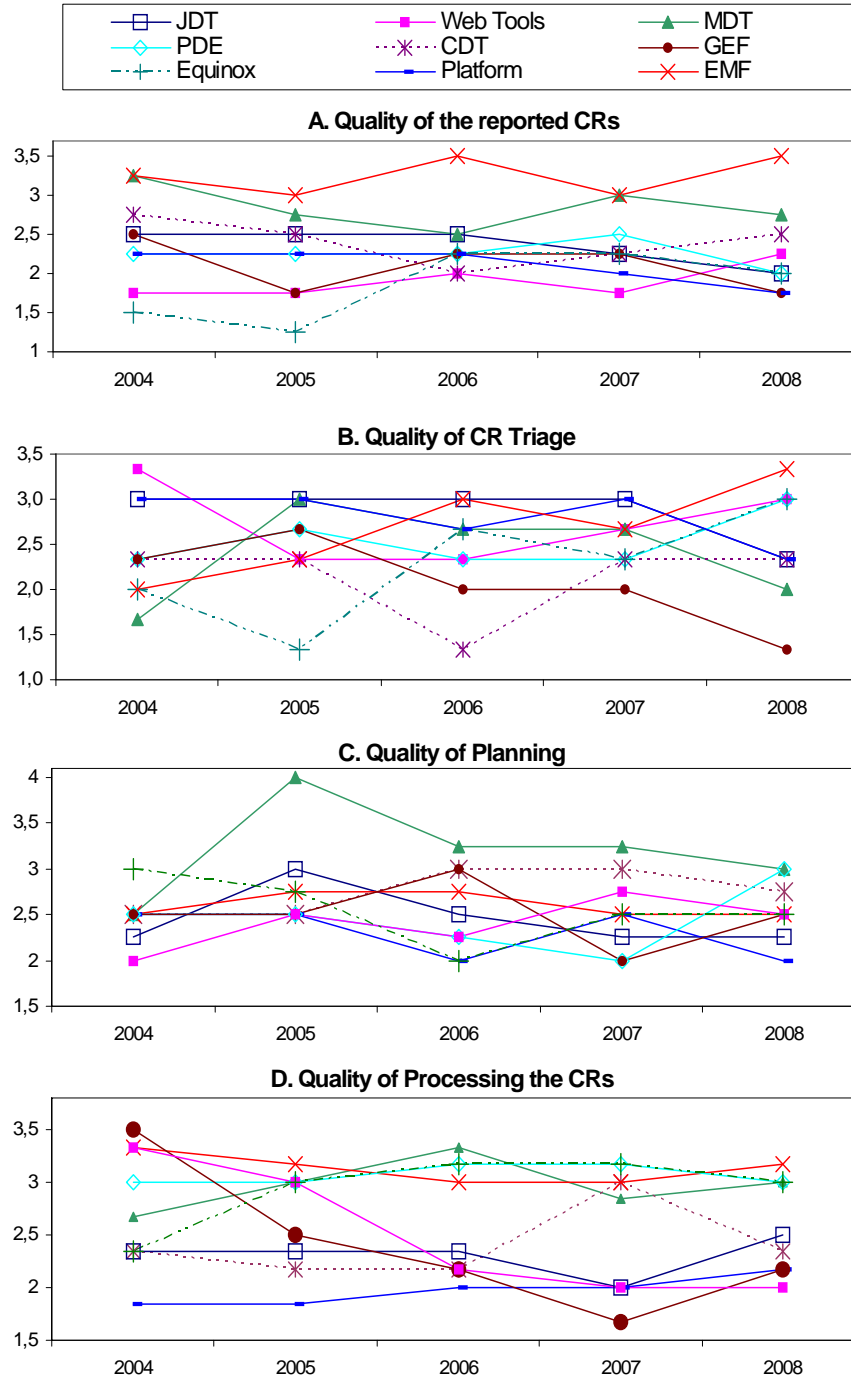 JDT Web Tools MDT
PDE CDT GEF
Equinox Platform EMF
A. Quality of the reported CRs
3,5
3
2,5
2
1,5
1
2004 2005 2006 2007 2008
B. Quality of CR Triage
3,5
3,0
2,5
2,0
1,5
1,0
2004 2005 2006 2007 2008
C. Quality of Planning
4
3,5
3
2,5
2
1,5
2004 2005 2006 2007 2008
D. Quality of Processing the CRs
3,5
3
2,5
2
1,5
2004 2005 2006 2007 2008